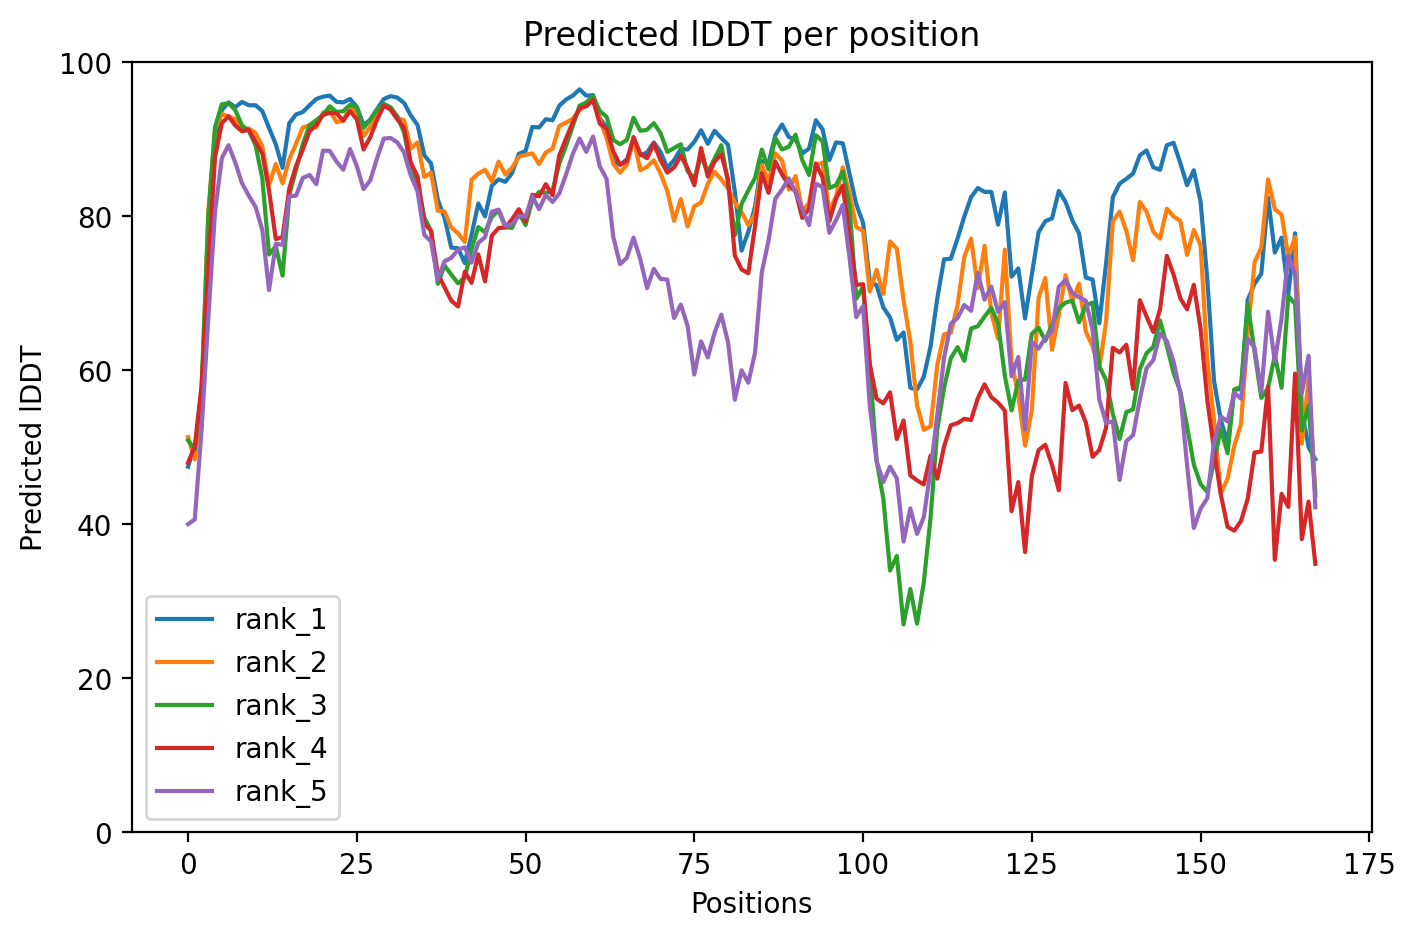 Predicted lDDT per position
100
80
60
40
20
0
Predicted lDDT
rank_1
rank_2
rank_3
rank_4
rank_5
0 25 50 75 100 125 150 175
Positions